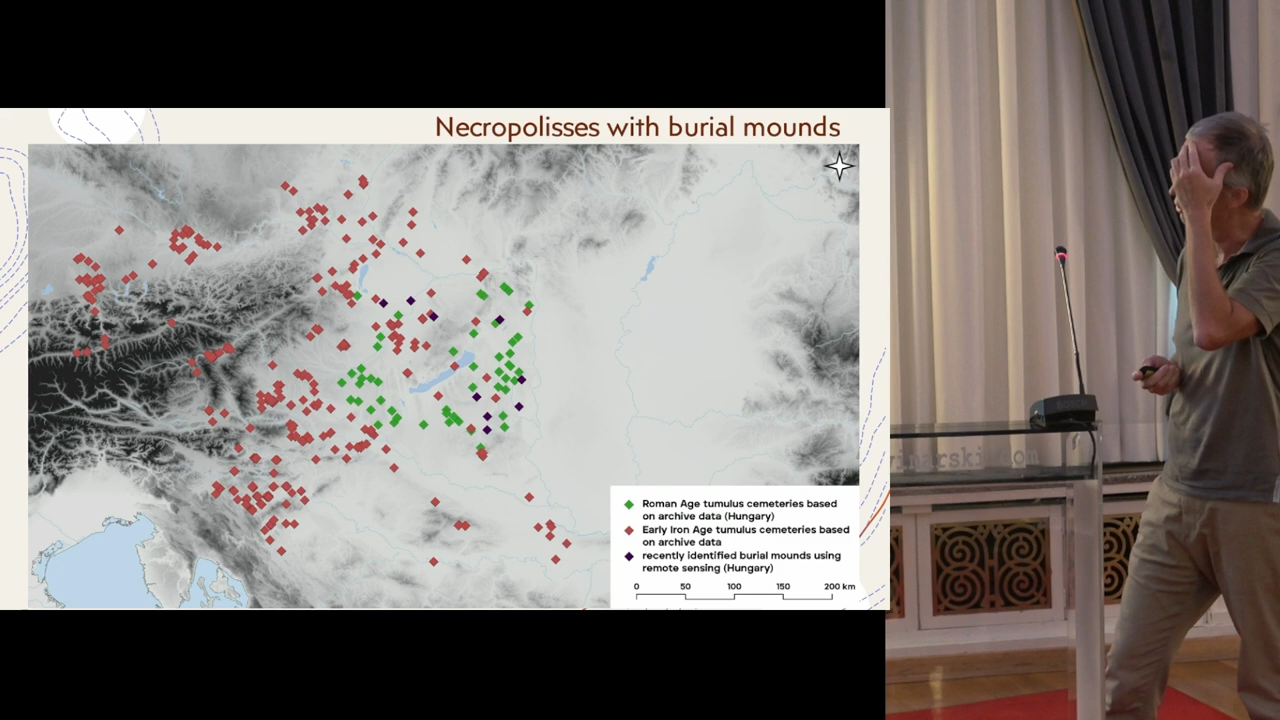 Necropolisses with burial mounds
Roman Age tumulus cemeteries based
on archive data (Hungary)
Early Iron Age tumulus cemeteries based
on archive data
recently identified burial mounds using
remote sensing (Hungary)
0 50 100 150 200 km